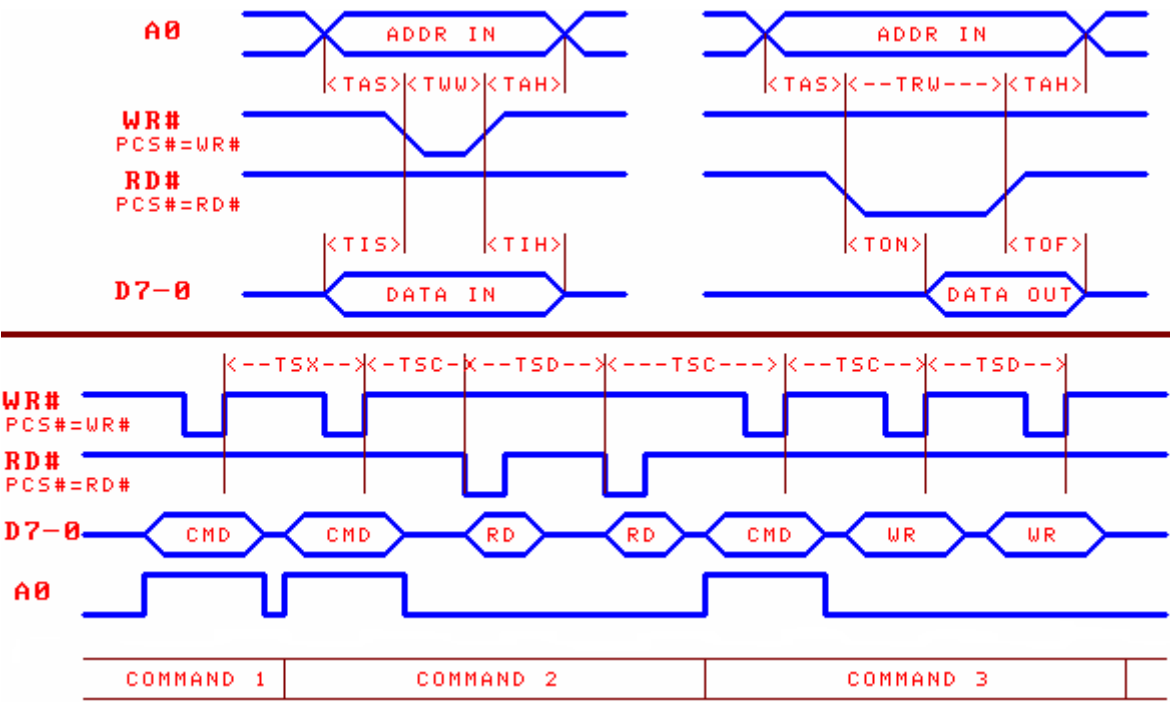 A0 ADDR IN ADDR IN
<TAS><TWW><TAH> <TAS><--TRW---><TAH>
WR#
PCS#=WR#
RD#
PCS#=RD#
<TIS> <TIH> <TON> <TOF>
D7-0 DATA IN DATA OUT
<--TSX--><-TSC-x--TSD--><---TSC---><--TSC--><--TSD-->
WR#
PCS#=WR#
RD#
PCS#=RD#
D7-0 CMD CMD RD RD CMD WR WR
A0
COMMAND 1 COMMAND 2 COMMAND 3